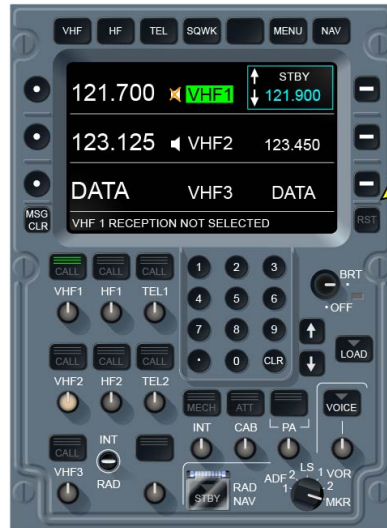 VHF HF TEL SQWK MENU NAV
STBY
121.700 VHF1 121.900
123.125 VHF2 123.450
DATA VHF3 DATA
MSG CLR
VHF 1 RECEPTION NOT SELECTED
RST
CALL CALL CALL
VHF1 HF1 TEL1
1 2 3
BRT
4 5 6
OFF
7 8 9
CALL CALL CALL
· 0 CLR
LOAD
VHF2 HF2 TEL2
MECH ATT
VOICE
INT CAB PA
CALL
INT
VHF3
RAD
STBY
RAD
NAV
ADF 2 LS 1 VOR
1 2
MKR